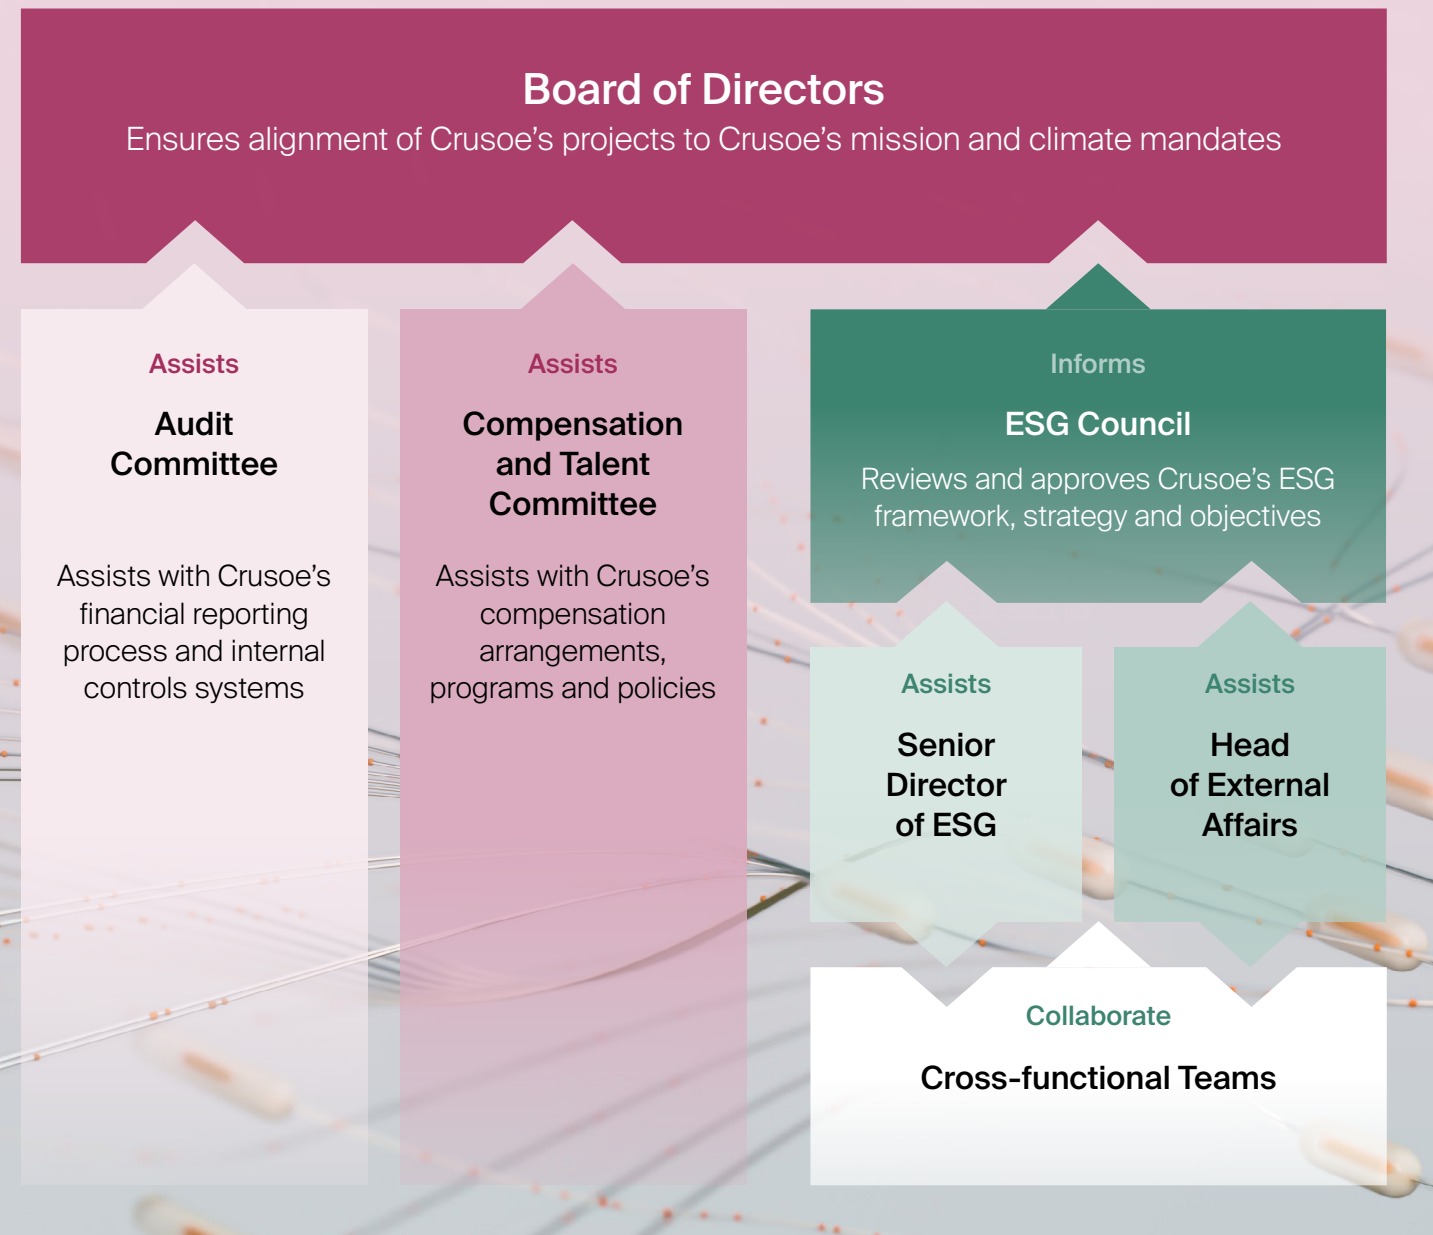 Board of Directors
Ensures alignment of Crusoe’s projects to Crusoe’s mission and climate mandates
Assists
Audit
Committee
Assists with Crusoe’s
financial reporting
process and internal
controls systems
Assists
Compensation
and Talent
Committee
Assists with Crusoe’s
compensation
arrangements,
programs and policies
Informs
ESG Council
Reviews and approves Crusoe’s ESG
framework, strategy and objectives
Assists
Senior
Director
of ESG
Assists
Head
of External
Affairs
Collaborate
Cross-functional Teams